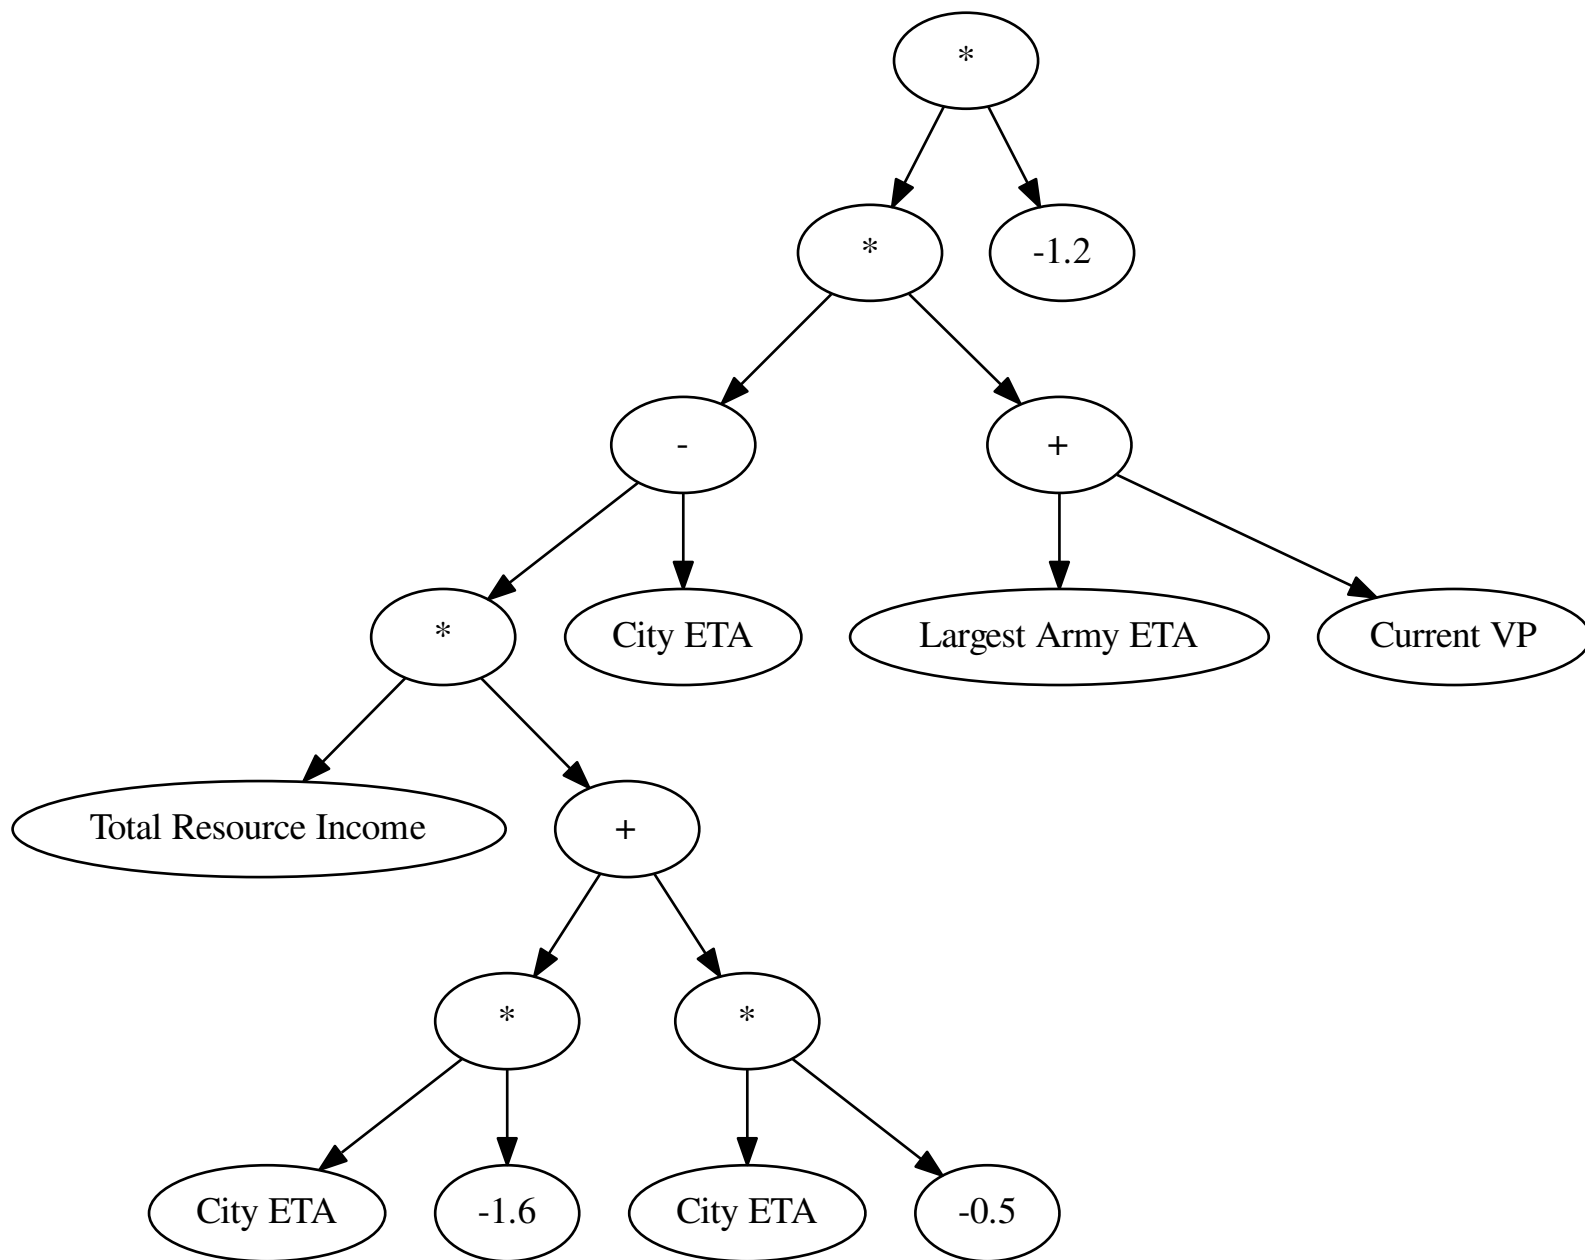 *
*
-1.2
-
+
*
City ETA
Largest Army ETA
Current VP
Total Resource Income
+
*
*
City ETA
-1.6
City ETA
-0.5